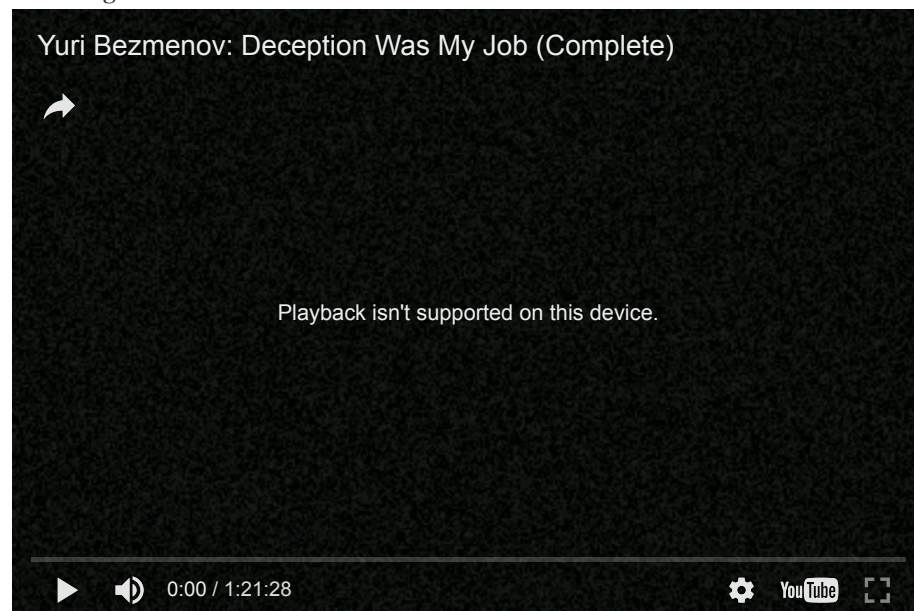 Yuri Bezmenov: Deception Was My Job (Complete)
Playback isn't supported on this device.
0:00 / 1:21:28
YouTube